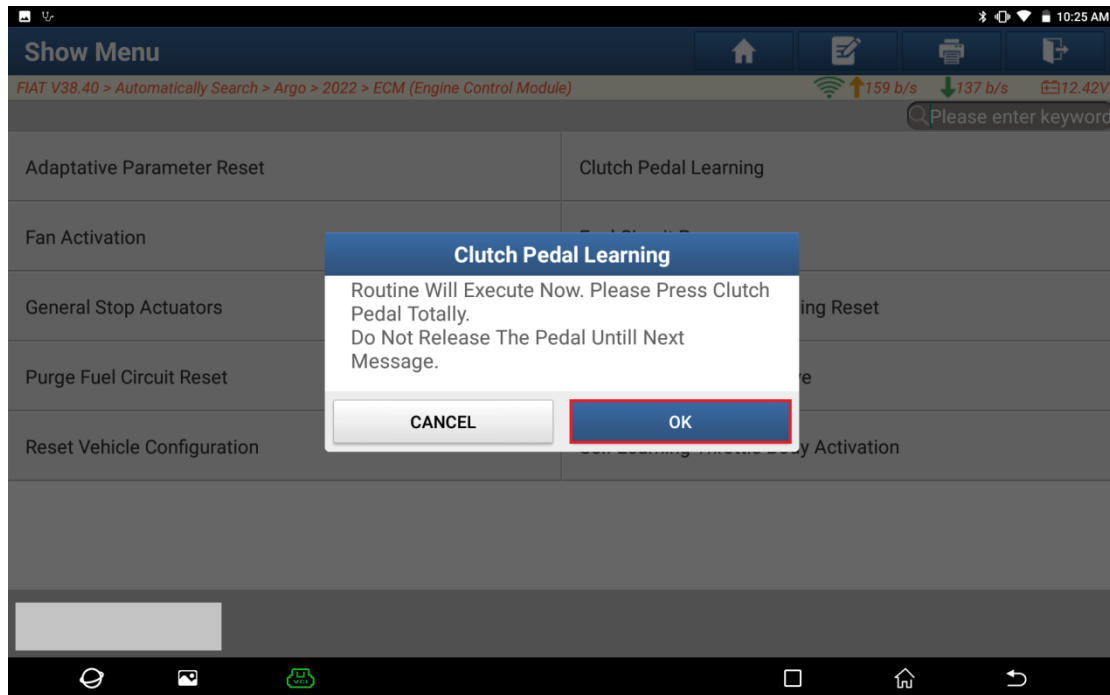 10:25 AM
Show Menu
FIAT V38.40 > Automatically Search > Argo > 2022 > ECM (Engine Control Module)
159 b/s
137 b/s
12.42V
Please enter keyword
Adaptative Parameter Reset
Clutch Pedal Learning
Fan Activation
General Stop Actuators
ing Reset
Purge Fuel Circuit Reset
Reset Vehicle Configuration
Activation
Clutch Pedal Learning
Routine Will Execute Now. Please Press Clutch
Pedal Totally.
Do Not Release The Pedal Untill Next
Message.
CANCEL
OK
VCI